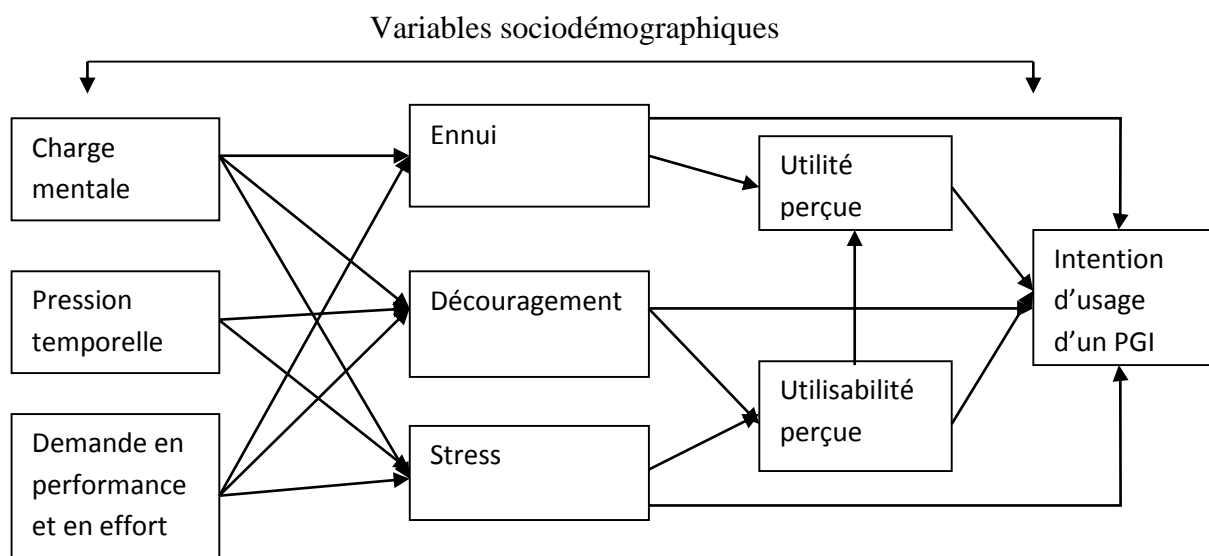 Variables sociodémographiques
Charge
mentale
Pression
temporelle
Demande en
performance
et en effort
Ennui
Découragement
Stress
Utilité
perçue
Utilisabilité
perçue
Intention
d’usage
d’un PGI